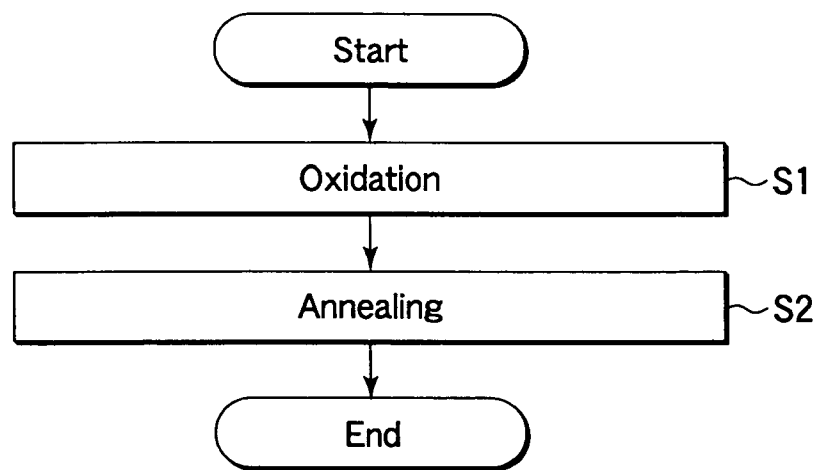 Start
Oxidation
S1
Annealing
S2
End